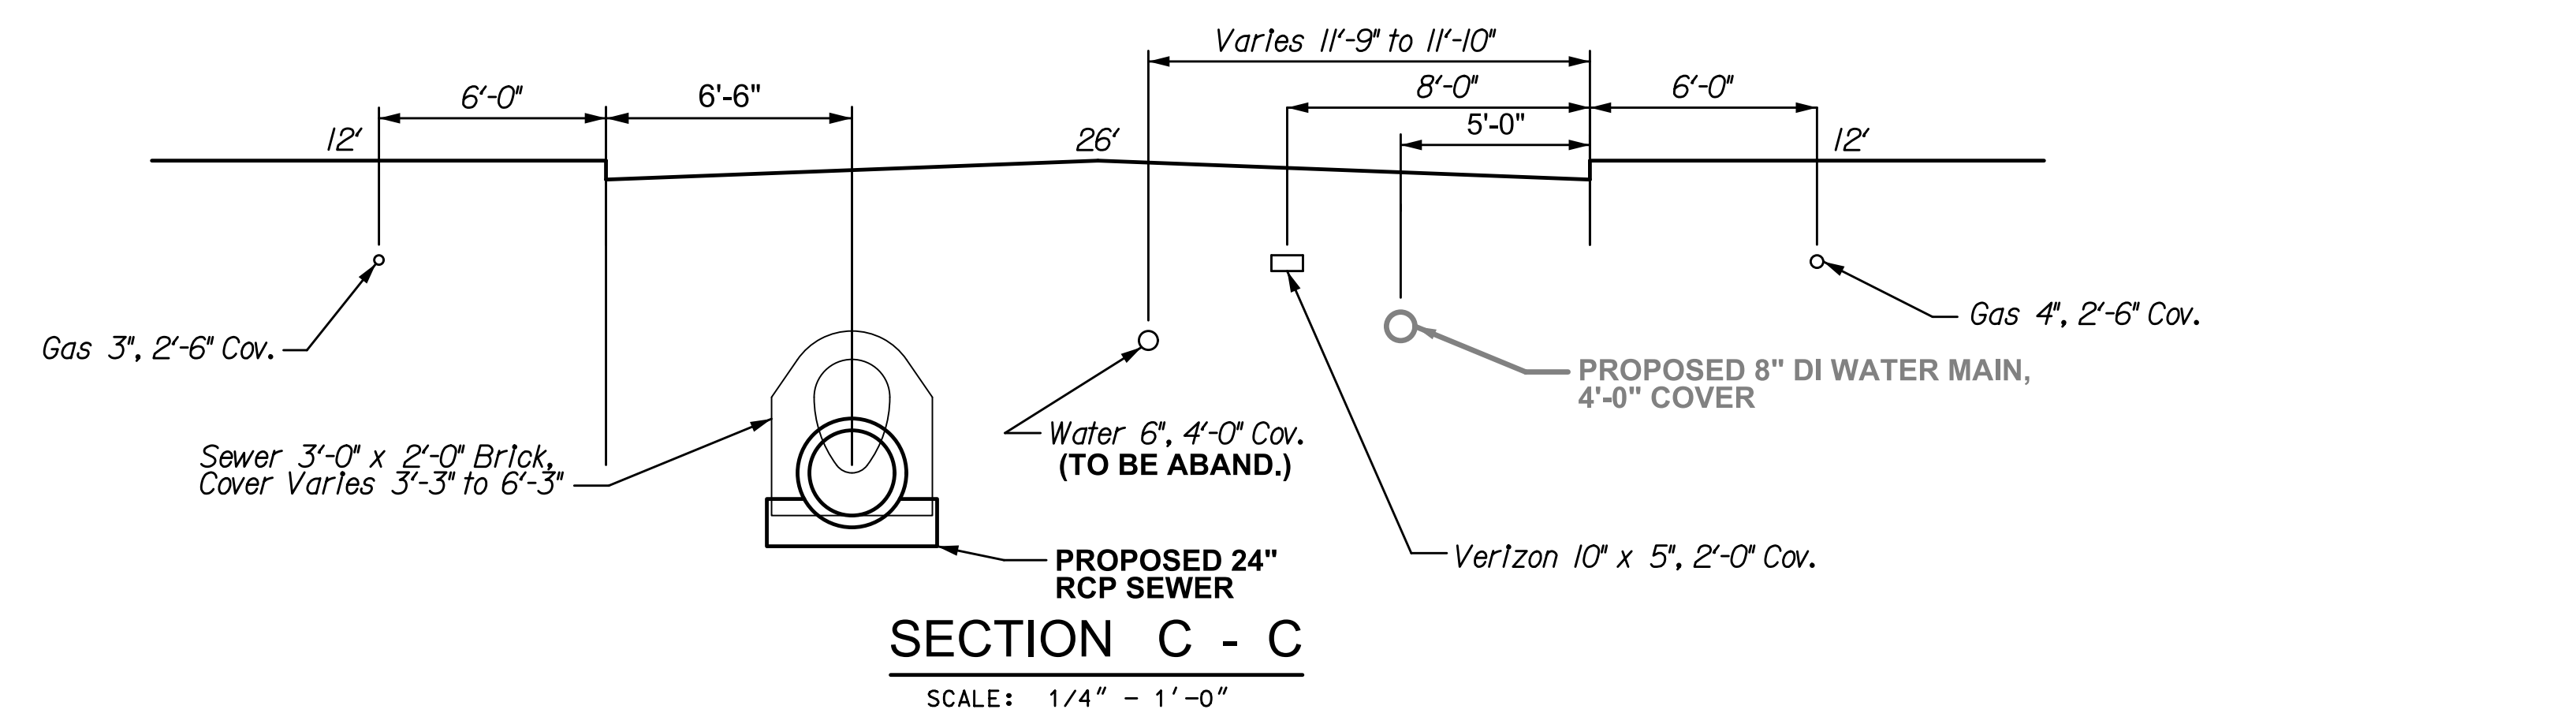 Varies 11'-9" to 11'-10"
6'-0"
6'-6"
8'-0"
6'-0"
5'-0"
12'
26'
12'
Gas 3", 2'-6" Cov.
Gas 4", 2'-6" Cov.
PROPOSED 8" DI WATER MAIN,
4'-0" COVER
Sewer 3'-0" x 2'-0" Brick,
Cover Varies 3'-3" to 6'-3"
Water 6", 4'-0" Cov.
(TO BE ABAND.)
Verizon 10" x 5", 2'-0" Cov.
PROPOSED 24"
RCP SEWER
SECTION C - C
SCALE: 1/4" - 1'-0"